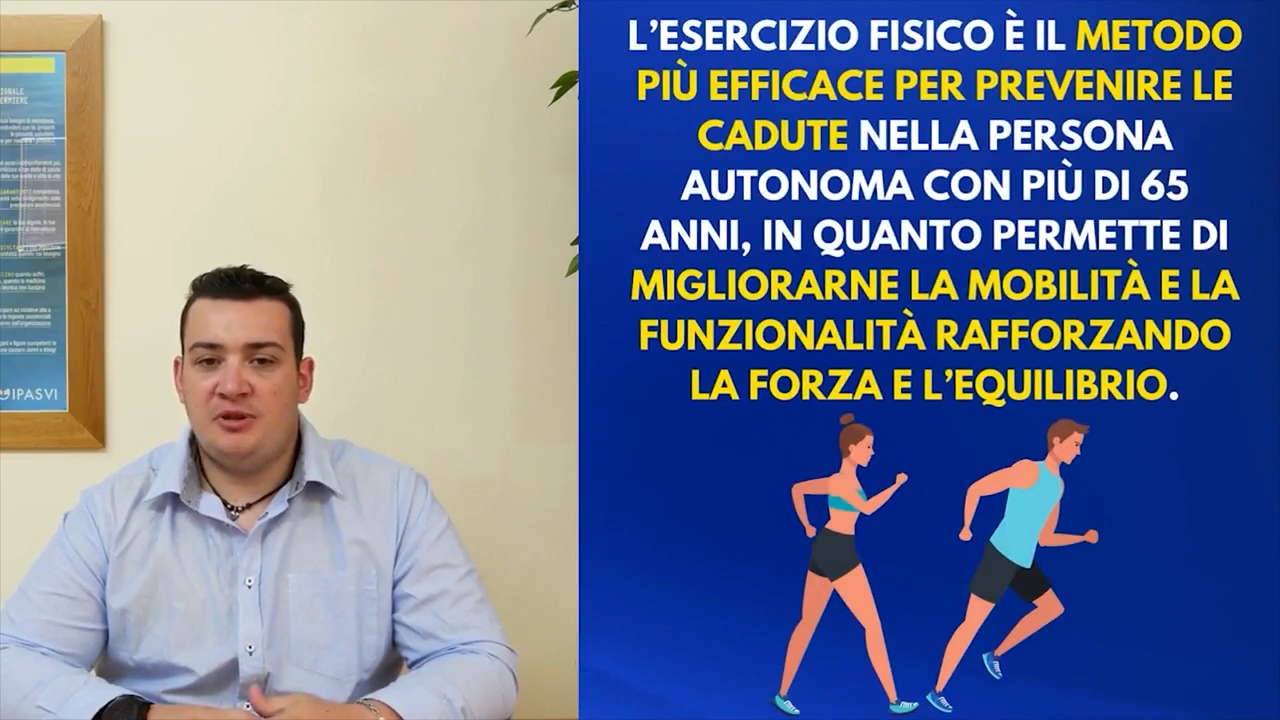 IPASVI
L'ESERCIZIO FISICO È IL METODO
PIÙ EFFICACE PER PREVENIRE LE
CADUTE NELLA PERSONA
AUTONOMA CON PIÙ DI 65
ANNI, IN QUANTO PERMETTE DI
MIGLIORARNE LA MOBILITÀ E LA
FUNZIONALITÀ RAFFORZANDO
LA FORZA E L'EQUILIBRIO.